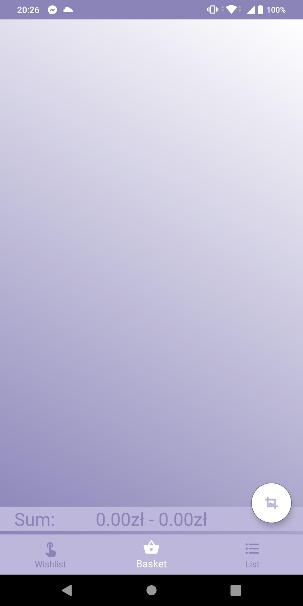 20:26 100%
Sum: 0.00zł - 0.00zł
Wishlist Basket List